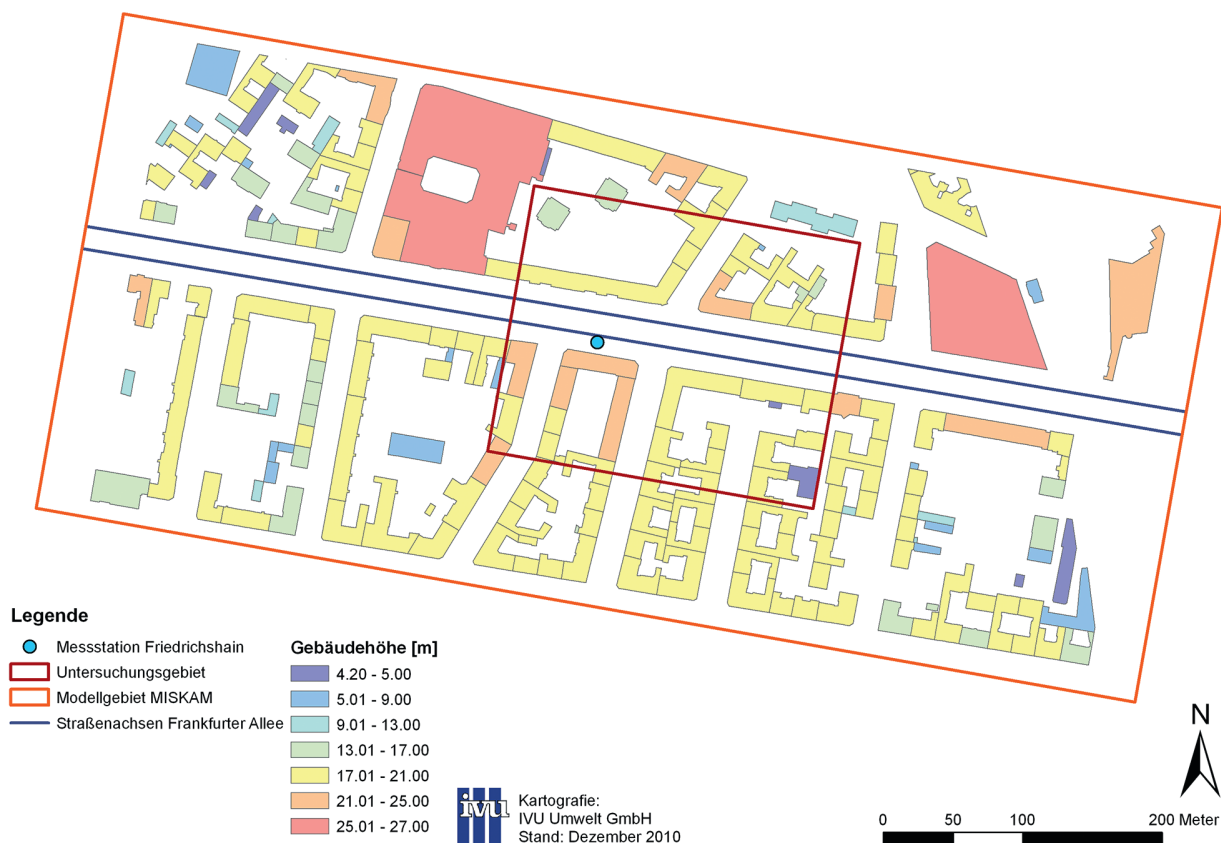 Legende
Messstation Friedrichshain
Untersuchungsgebiet
Modellgebiet MISKAM
Straßenachsen Frankfurter Allee
Gebäudehöhe [m]
4.20 - 5.00
5.01 - 9.00
9.01 - 13.00
13.01 - 17.00
17.01 - 21.00
21.01 - 25.00
25.01 - 27.00
ivu
Kartografie:
IVU Umwelt GmbH
Stand: Dezember 2010
N
0 50 100 200 Meter